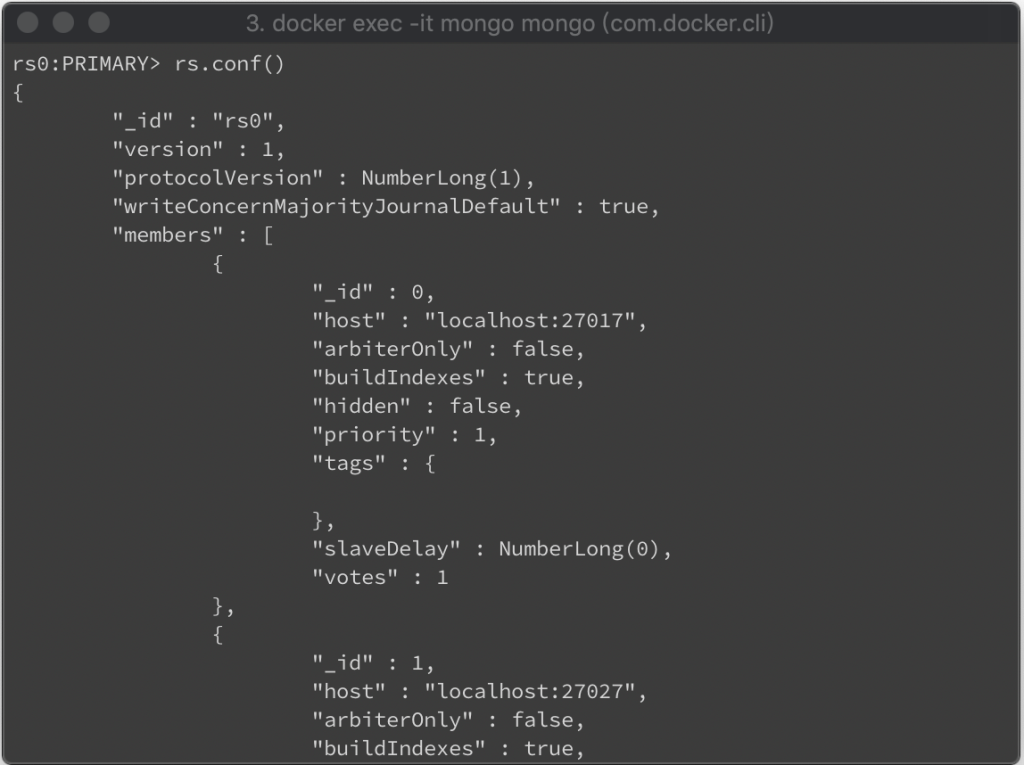 3. docker exec -it mongo mongo (com.docker.cli)
rs0:PRIMARY> rs.conf()
{
        "_id" : "rs0",
        "version" : 1,
        "protocolVersion" : NumberLong(1),
        "writeConcernMajorityJournalDefault" : true,
        "members" : [
                {
                        "_id" : 0,
                        "host" : "localhost:27017",
                        "arbiterOnly" : false,
                        "buildIndexes" : true,
                        "hidden" : false,
                        "priority" : 1,
                        "tags" : {

                        },
                        "slaveDelay" : NumberLong(0),
                        "votes" : 1
                },
                {
                        "_id" : 1,
                        "host" : "localhost:27027",
                        "arbiterOnly" : false,
                        "buildIndexes" : true,